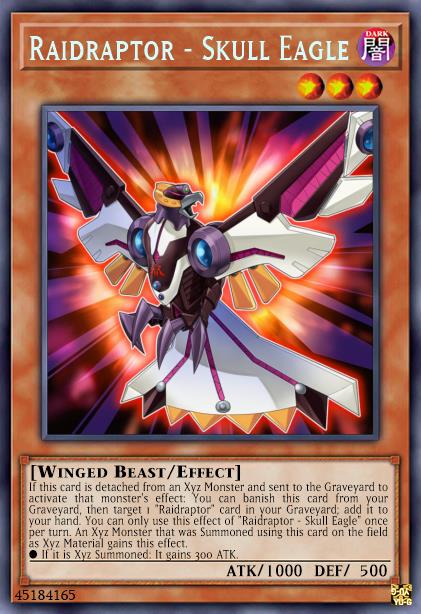 Raidraptor - Skull Eagle
DARK
闇
[Winged Beast/Effect]
If this card is detached from an Xyz Monster and sent to the Graveyard to
activate that monster's effect: You can banish this card from your
Graveyard, then target 1 "Raidraptor" card in your Graveyard; add it to
your hand. You can only use this effect of "Raidraptor - Skull Eagle" once
per turn. An Xyz Monster that was Summoned using this card on the field
as Xyz Material gains this effect.
● If it is Xyz Summoned: It gains 300 ATK.
ATK/1000 DEF/ 500
45184165